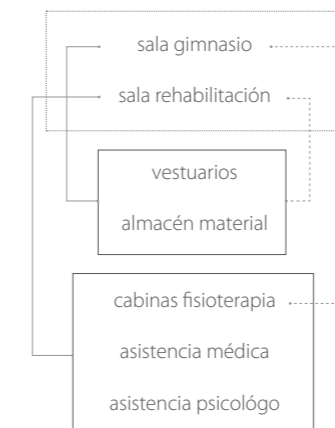 sala gimnasio
sala rehabilitación
vestuarios
almacén material
cabinas fisioterapia
asistencia médica
asistencia psicológo